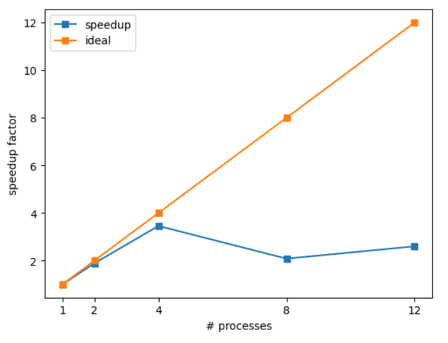 12
10
8
6
4
2
speedup factor
speedup
ideal
1 2 4 8 12
# processes